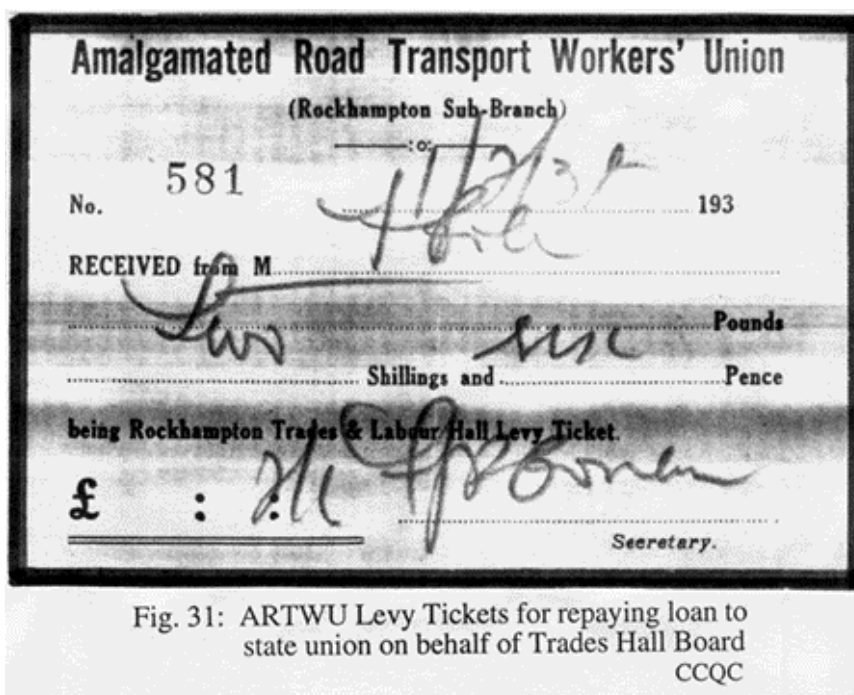 Amalgamated Road Transport Workers' Union
(Rockhampton Sub-Branch)
:o:
No. 581 193
RECEIVED from M
Pounds
Two Shillings and six Pence
being Rockhampton Trades & Labour Hall Levy Ticket.
£ : : 2/6
Secretary.
Fig. 31: ARTWU Levy Tickets for repaying loan to
state union on behalf of Trades Hall Board
CCQC